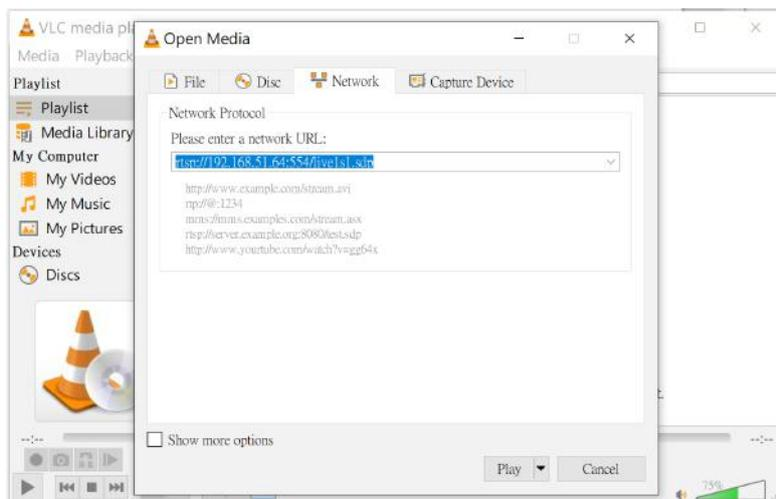 VLC media pla
Media Playback
Playlist
Playlist
Media Library
My Computer
My Videos
My Music
My Pictures
Devices
Discs
--:--
Open Media
File Disc Network Capture Device
Network Protocol
Please enter a network URL:
rtsp://192.168.51.64:554/live1s1.sdp
http://www.example.com/stream.avi
rtp://@:1234
mms://mms.examples.com/stream.asx
rtsp://server.example.org:8080/test.sdp
http://www.yourtube.com/watch?v=gg64x
Show more options
Play Cancel
--:--
75%